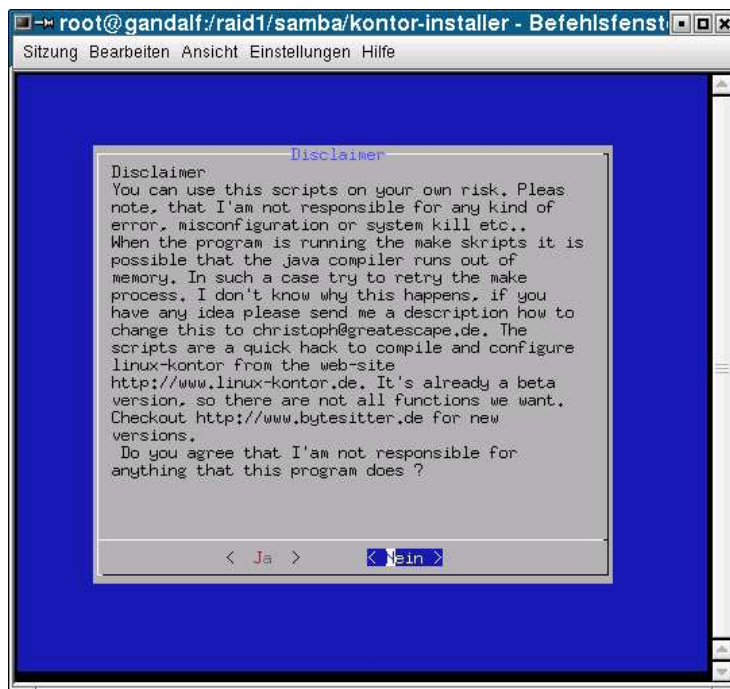 root@gandalf:/raid1/samba/kontor-installer - Befehlsfenst
Sitzung Bearbeiten Ansicht Einstellungen Hilfe
Disclaimer
Disclaimer
You can use this scripts on your own risk. Pleas
note, that I'am not responsible for any kind of
error, misconfiguration or system kill etc..
When the program is running the make skripts it is
possible that the java compiler runs out of
memory. In such a case try to retry the make
process. I don't know why this happens, if you
have any idea please send me a description how to
change this to christoph@greatescape.de. The
scripts are a quick hack to compile and configure
linux-kontor from the web-site
http://www.linux-kontor.de. It's already a beta
version, so there are not all functions we want.
Checkout http://www.bytesitter.de for new
versions.
Do you agree that I'am not responsible for
anything that this program does ?
< Ja > < Nein >